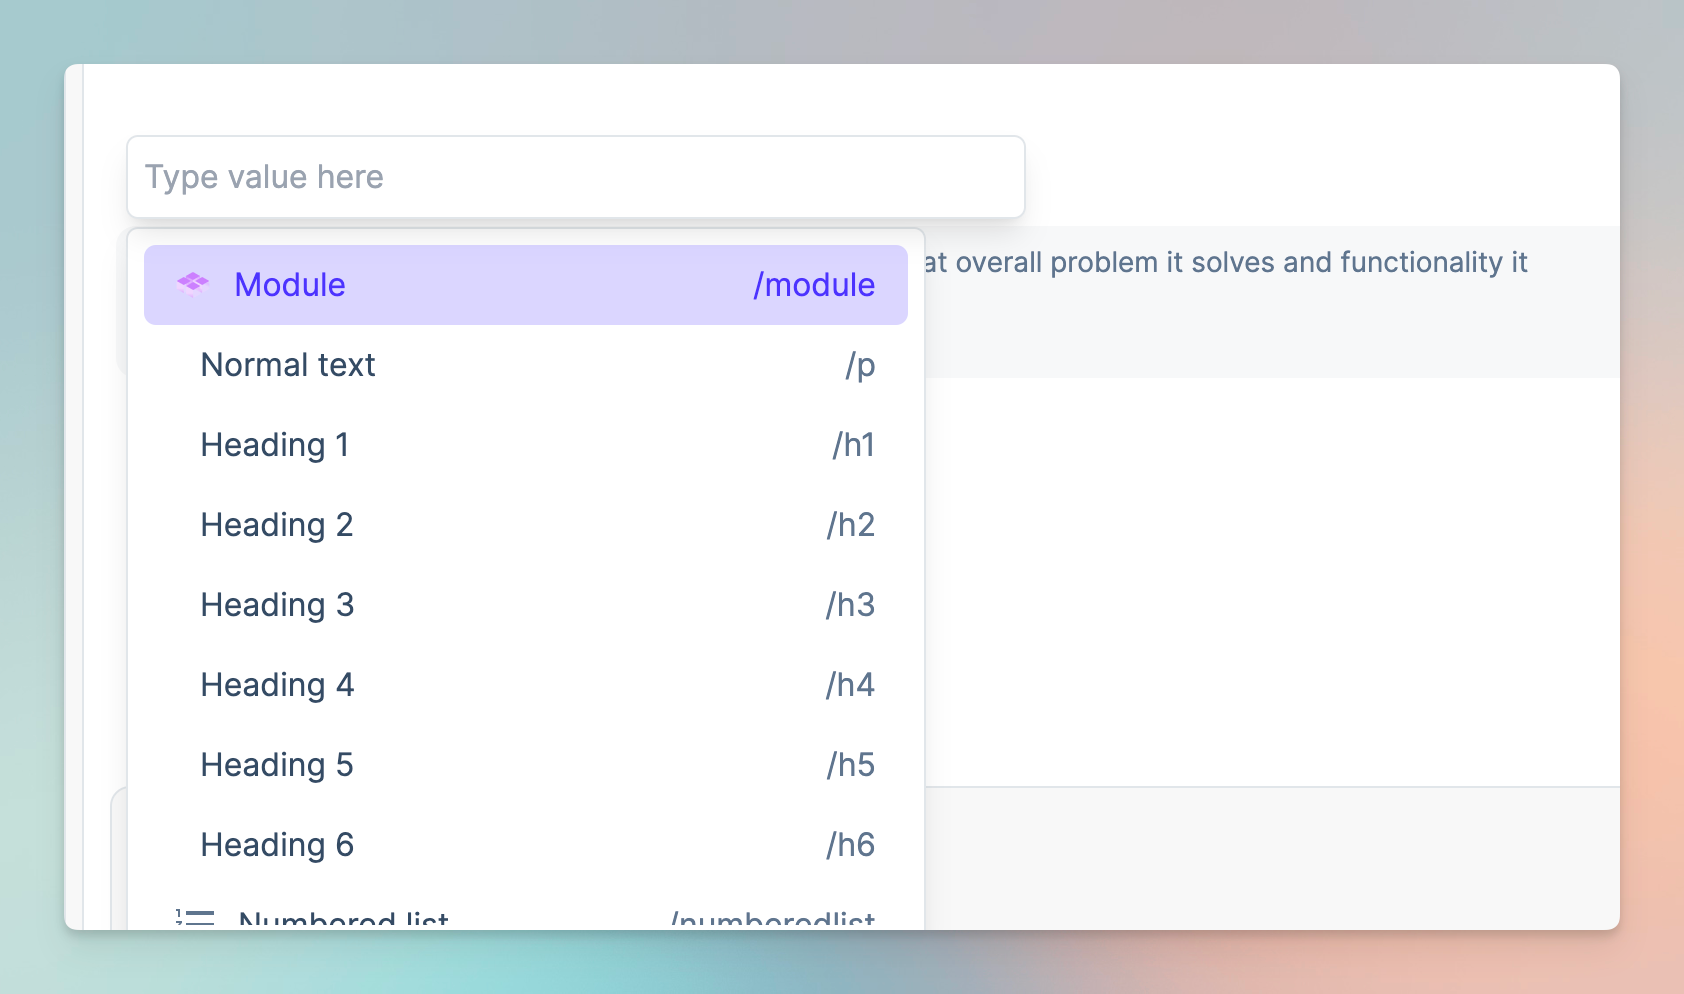 Type value here
Module /module
at overall problem it solves and functionality it
Normal text /p
Heading 1 /h1
Heading 2 /h2
Heading 3 /h3
Heading 4 /h4
Heading 5 /h5
Heading 6 /h6
Numbered list /numberedlist